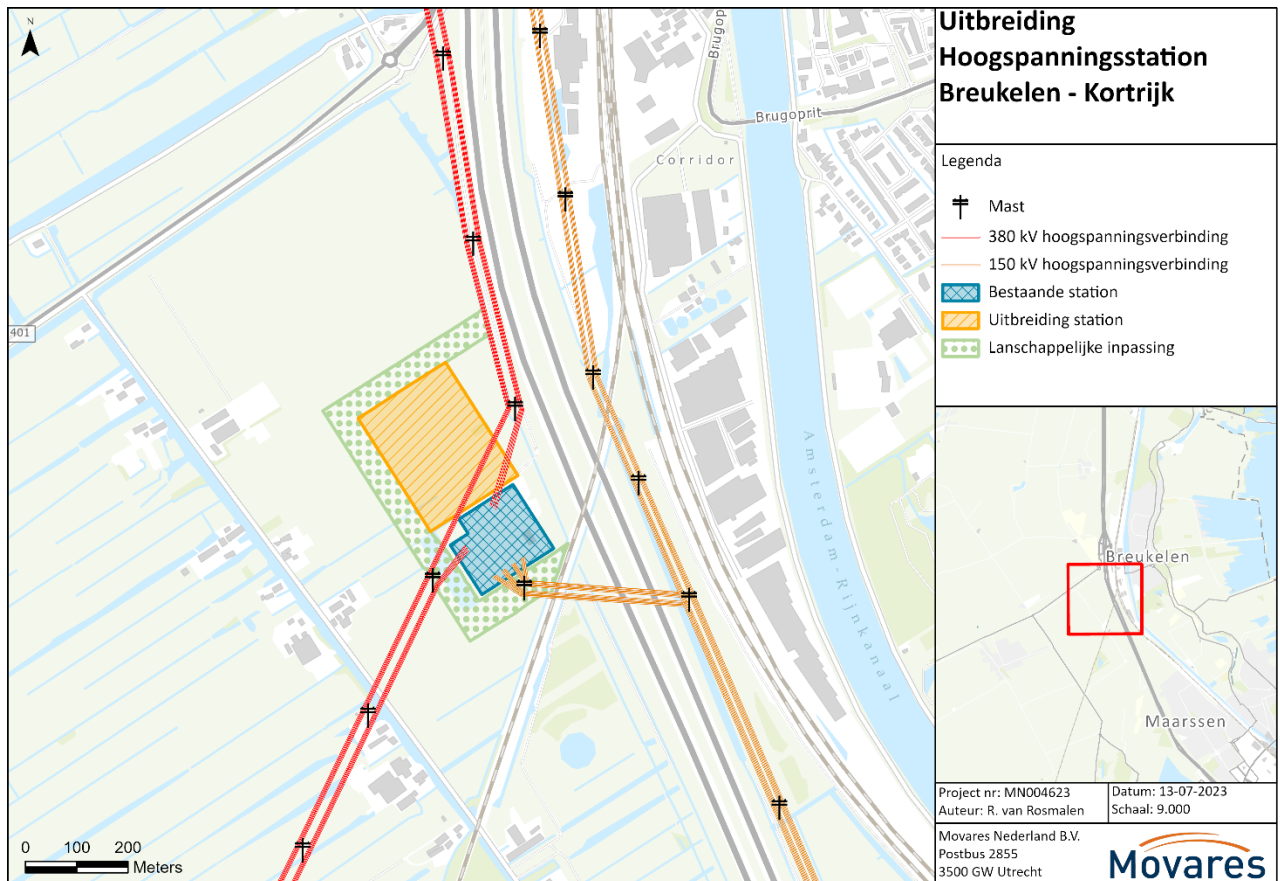 N
401
Brugop
Brugoprit
Corridor
Amsterdam-Rijnkanaal
0 100 200
Meters
Uitbreiding
Hoogspanningsstation
Breukelen - Kortrijk
Legenda
Mast
380 kV hoogspanningsverbinding
150 kV hoogspanningsverbinding
Bestaande station
Uitbreiding station
Lanschappelijke inpassing
Breukelen
Maarssen
Project nr: MN004623
Auteur: R. van Rosmalen
Datum: 13-07-2023
Schaal: 9.000
Movares Nederland B.V.
Postbus 2855
3500 GW Utrecht
Movares